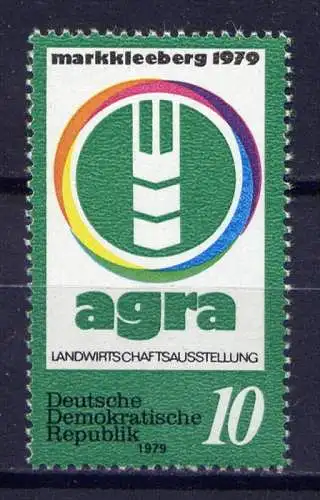 markkleeberg 1979
agra
LANDWIRTSCHAFTSAUSSTELLUNG
Deutsche
Demokratische
Republik
1979
10